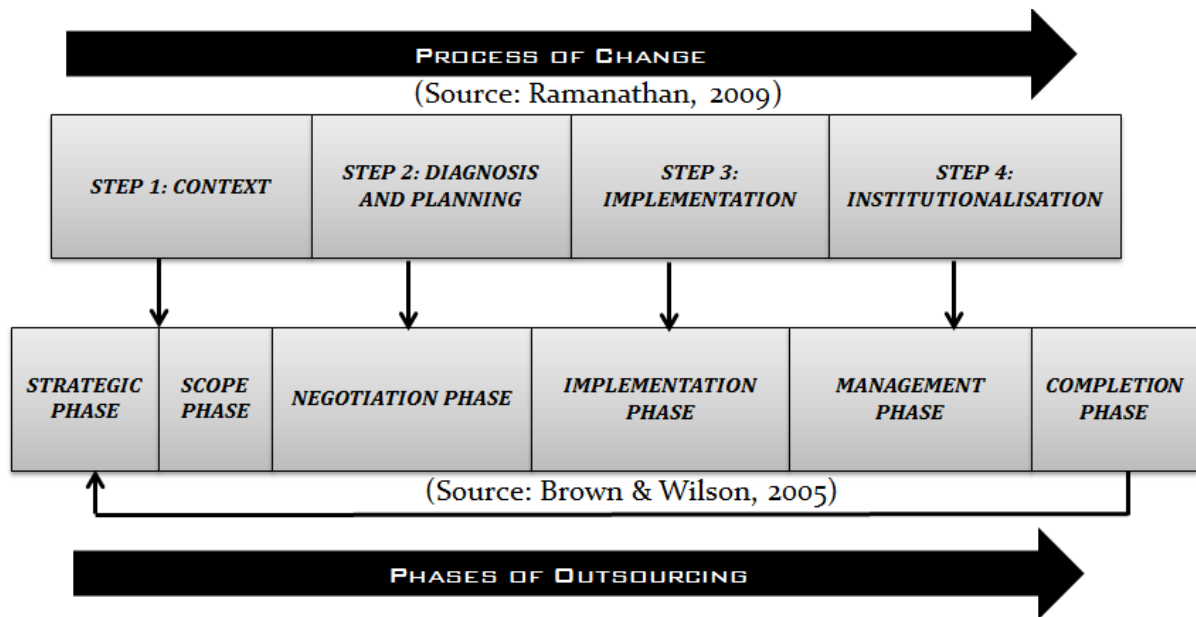 PROCESS OF CHANGE
(Source: Ramanathan, 2009)
STEP 1: CONTEXT
STEP 2: DIAGNOSIS
AND PLANNING
STEP 3:
IMPLEMENTATION
STEP 4:
INSTITUTIONALISATION
STRATEGIC
PHASE
SCOPE
PHASE
NEGOTIATION PHASE
IMPLEMENTATION
PHASE
MANAGEMENT
PHASE
COMPLETION
PHASE
(Source: Brown & Wilson, 2005)
PHASES OF OUTSOURCING